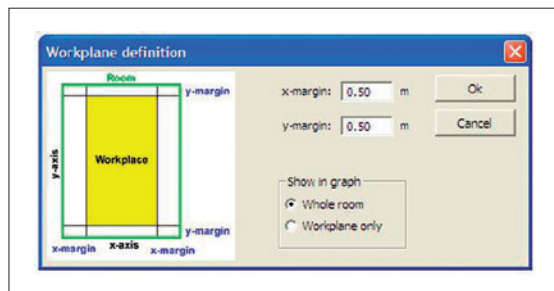 Workplane definition
Room
y-margin
Workplace
y-axis
y-margin
x-margin
x-axis
x-margin
x-margin: 0.50 m
y-margin: 0.50 m
Ok
Cancel
Show in graph
Whole room
Workplane only